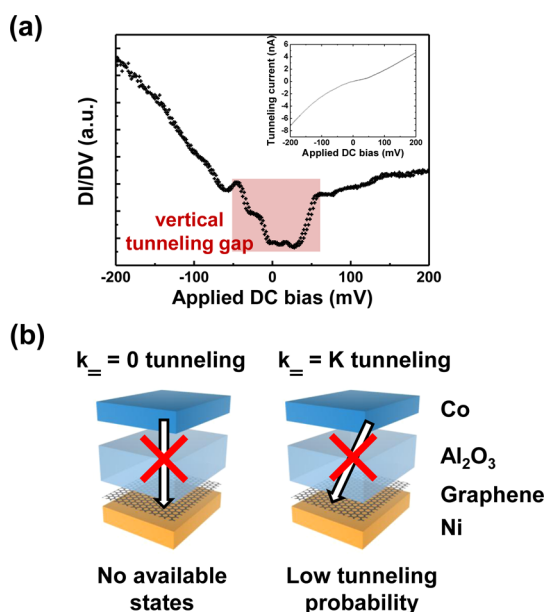 (a)
DI/DV (a.u.)
vertical
tunneling gap
-200 -100 0 100 200
Applied DC bias (mV)
Tunneling current (nA)
6
4
2
0
-2
-4
-6
-8
-200 -100 0 100 200
Applied DC bias (mV)
(b)
k‗ = 0 tunneling
k‗ = K tunneling
Co
Al₂O₃
Graphene
Ni
No available
states
Low tunneling
probability